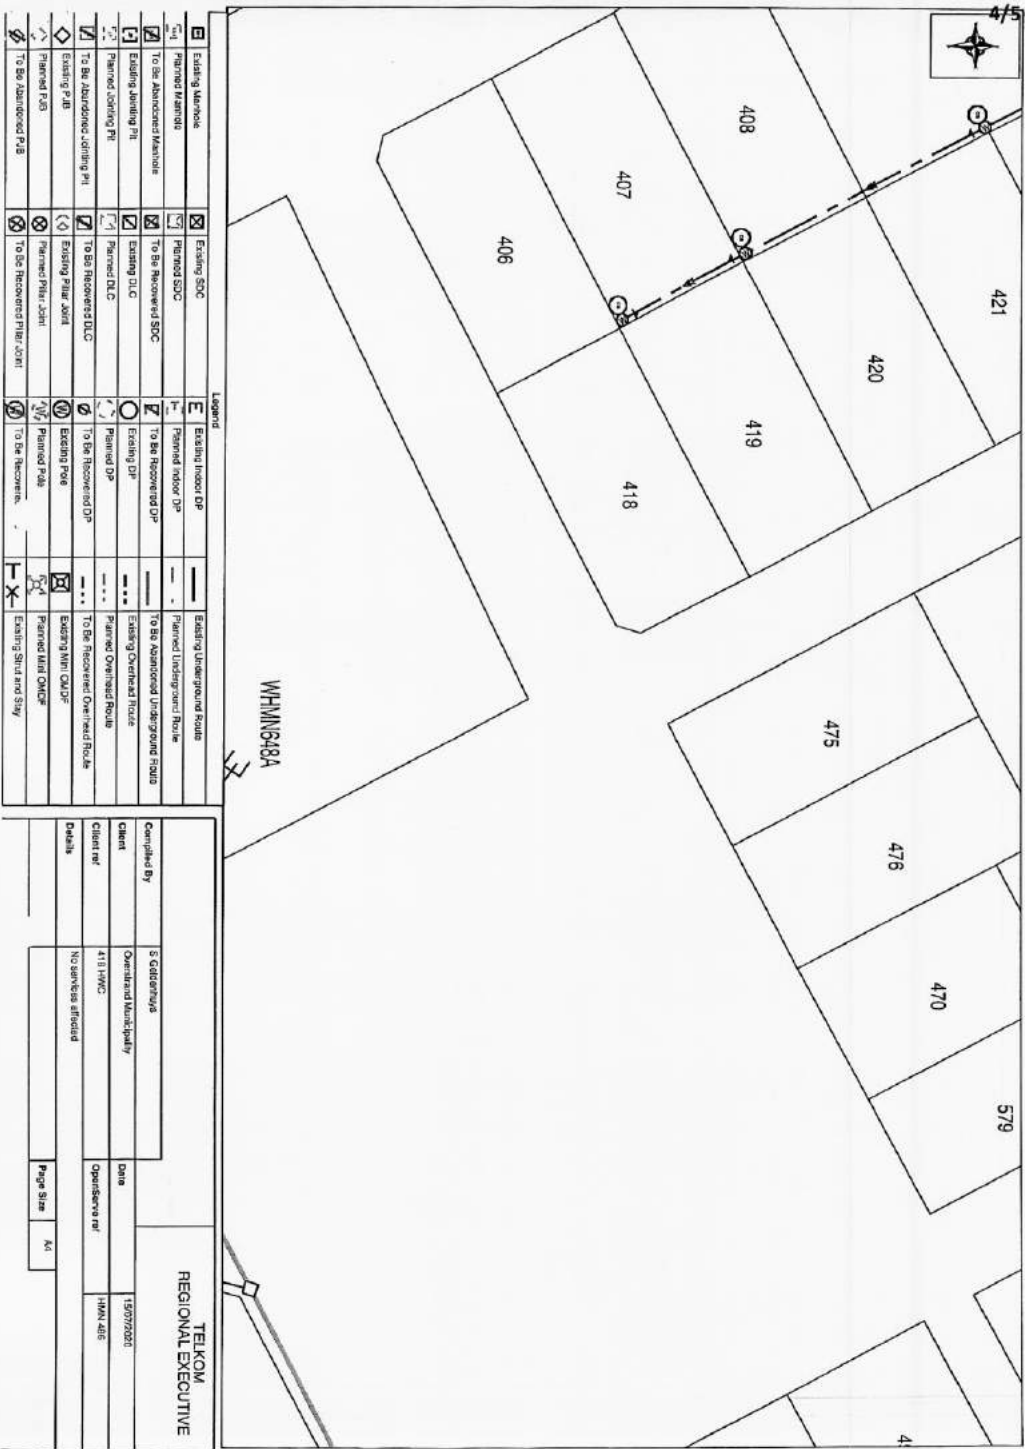 4/5
408
407
406
421
420
419
418
475
476
470
579
WHMN648A
Legend
Existing Manhole
Planned Manhole
To Be Abandoned Manhole
Existing Jointing Pit
Planned Jointing Pit
To Be Abandoned Jointing Pit
Existing PJB
Planned PJB
To Be Abandoned PJB
Existing SDC
Planned SDC
To Be Recovered SDC
Existing DLC
Planned DLC
To Be Recovered DLC
Existing Pillar Joint
Planned Pillar Joint
To Be Recovered Pillar Joint
Existing Indoor DP
Planned Indoor DP
To Be Recovered DP
Existing DP
Planned DP
To Be Recovered DP
Existing Pole
Planned Pole
To Be Recovere
Existing Underground Route
Planned Underground Route
To Be Abandoned Underground Route
Existing Overhead Route
Planned Overhead Route
To Be Recovered Overhead Route
Existing Mini OMDF
Planned Mini OMDF
Existing Strut and Stay
TELKOM
REGIONAL EXECUTIVE
Compiled By S Geldenhuys
Client Overstrand Municipality Date 15/07/2020
Client ref 418 HWC OpenServe ref HMN 486
Details No services affected
Page Size A4